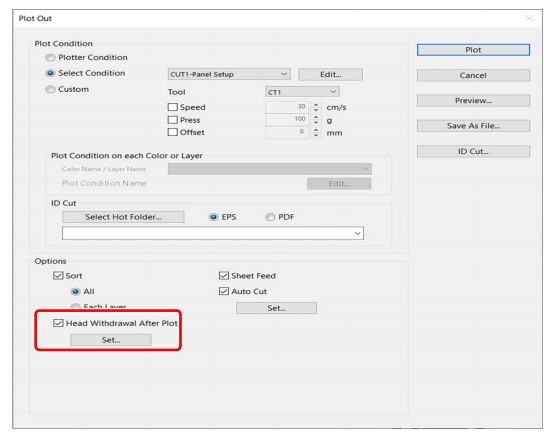 Plot Out
Plot Condition
Plotter Condition
Select Condition CUT1-Panel Setup Edit...
Custom Tool CT1
Speed 30 cm/s
Press 100 g
Offset 0 mm
Plot Condition on each Color or Layer
Color Name / Layer Name
Plot Condition Name Edit...
ID Cut
Select Hot Folder... EPS PDF
Options
Sort Sheet Feed
All Auto Cut
Each Layer Set...
Head Withdrawal After Plot
Set...
Plot
Cancel
Preview...
Save As File...
ID Cut...